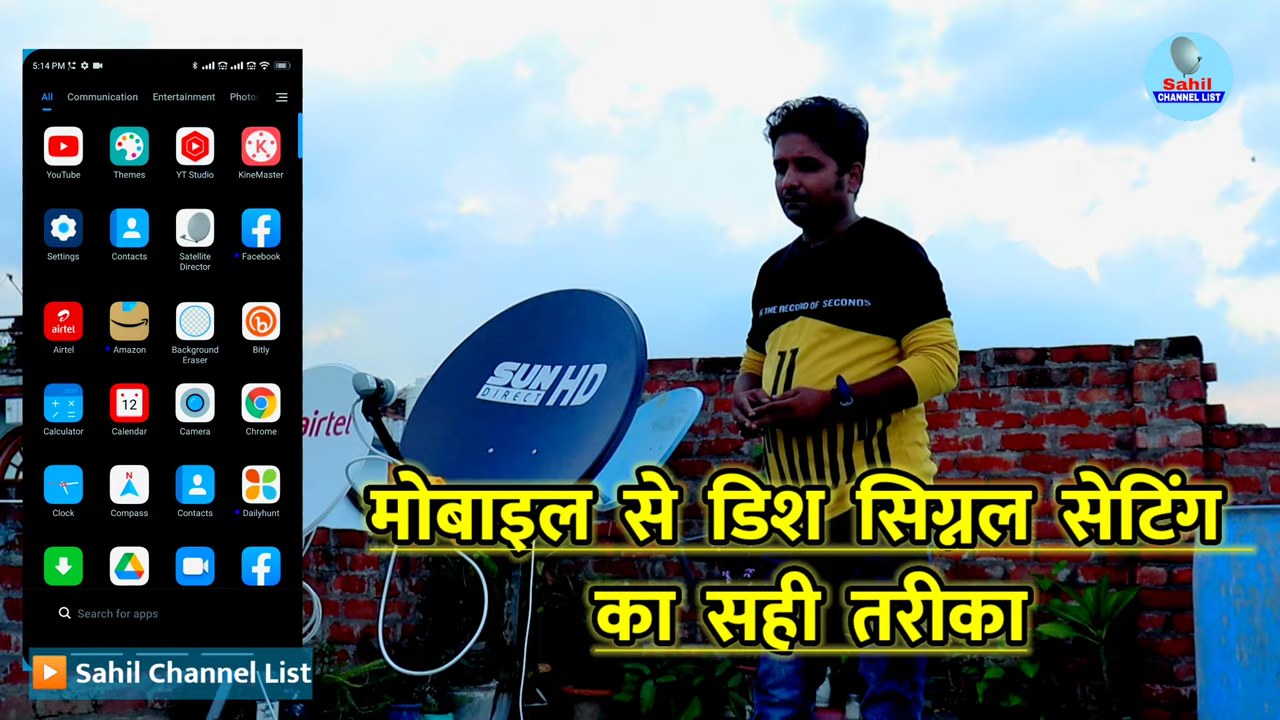 5:14 PM
All Communication Entertainment Photo
YouTube Themes YT Studio KineMaster
Settings Contacts Satellite Director Facebook
airtel
Airtel Amazon Background Eraser Bitly
12
Calculator Calendar Camera Chrome
N
Clock Compass Contacts Dailyhunt
Search for apps
Sahil Channel List
Sahil
CHANNEL LIST
THE RECORD OF SECONDS
SUN HD
DIRECT
airtel
मोबाइल से डिश सिग्नल सेटिंग
का सही तरीका